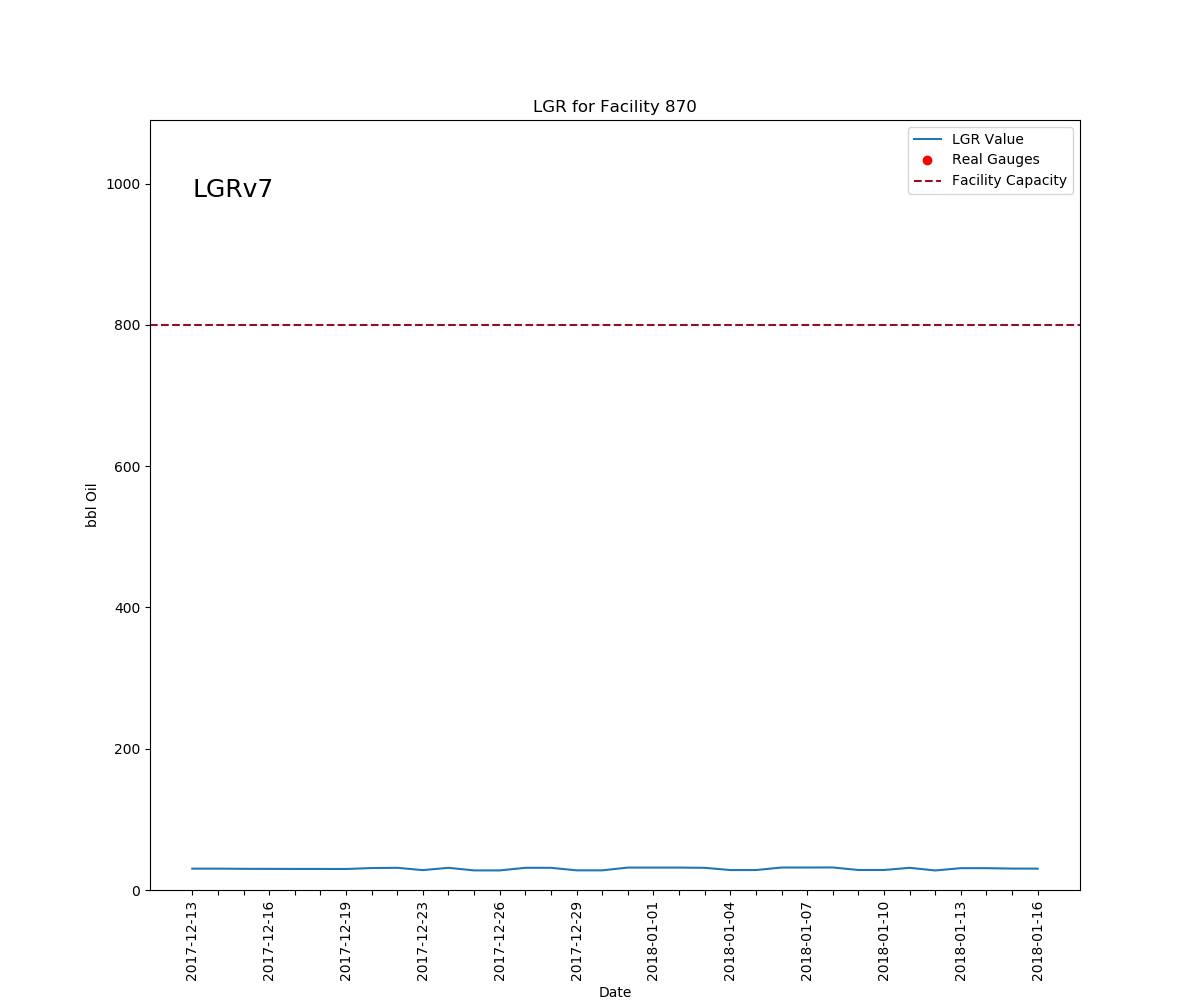 LGR for Facility 870
LGR Value
Real Gauges
Facility Capacity
LGRv7
1000
800
600
400
200
0
bbl Oil
2017-12-13
2017-12-16
2017-12-19
2017-12-23
2017-12-26
2017-12-29
2018-01-01
2018-01-04
2018-01-07
2018-01-10
2018-01-13
2018-01-16
Date